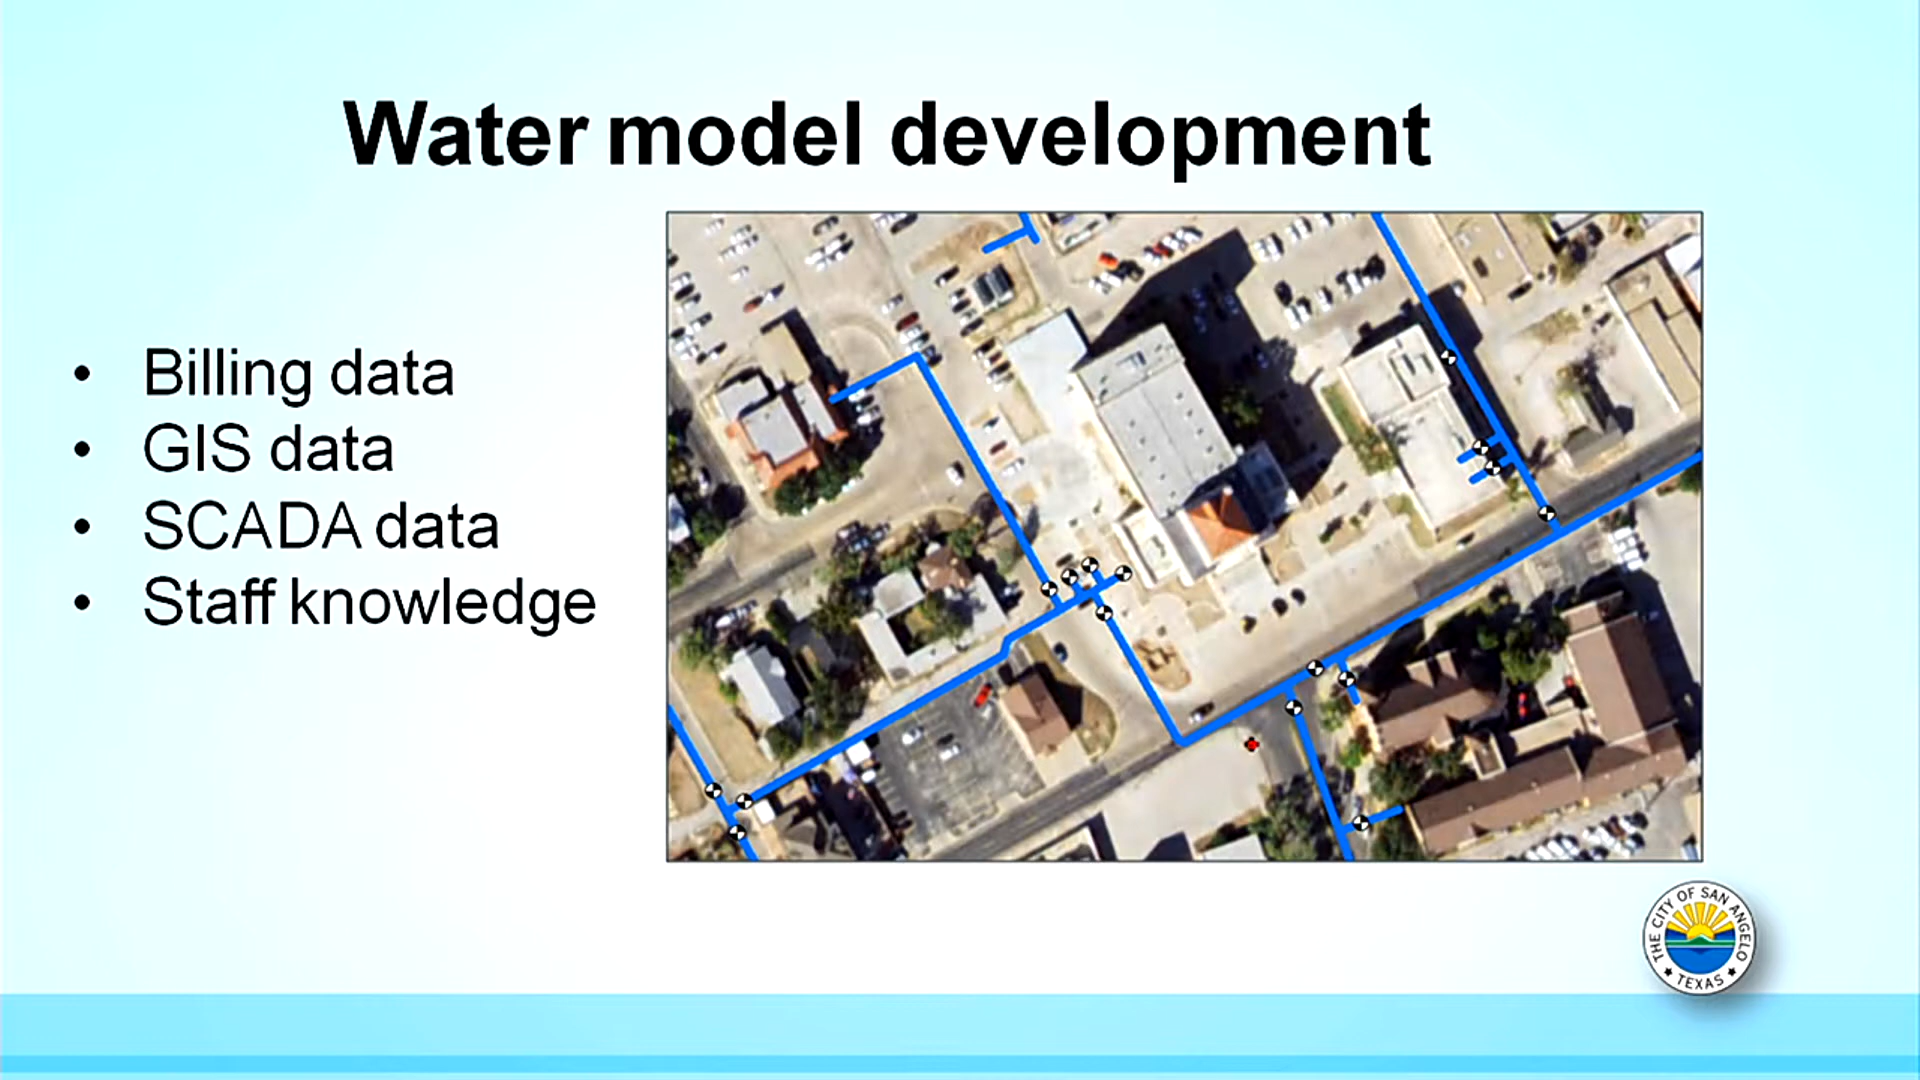 Water model development
Billing data
GIS data
SCADA data
Staff knowledge
THE CITY OF SAN ANGELO
TEXAS